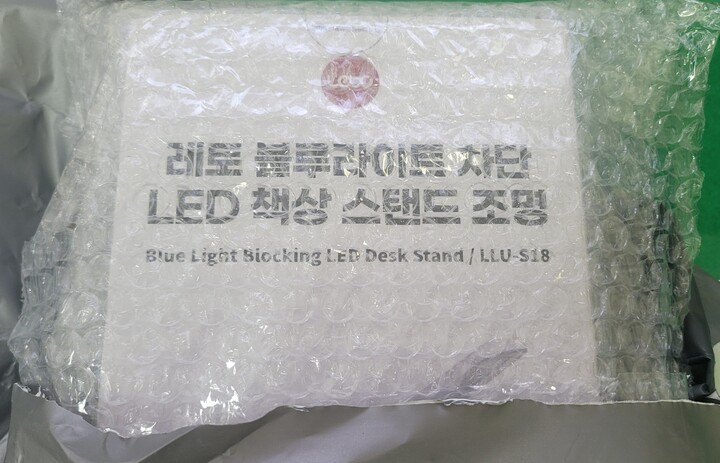 레토 블루라이트 차단
LED 책상 스탠드 조명
Blue Light Blocking LED Desk Stand / LLU-S18